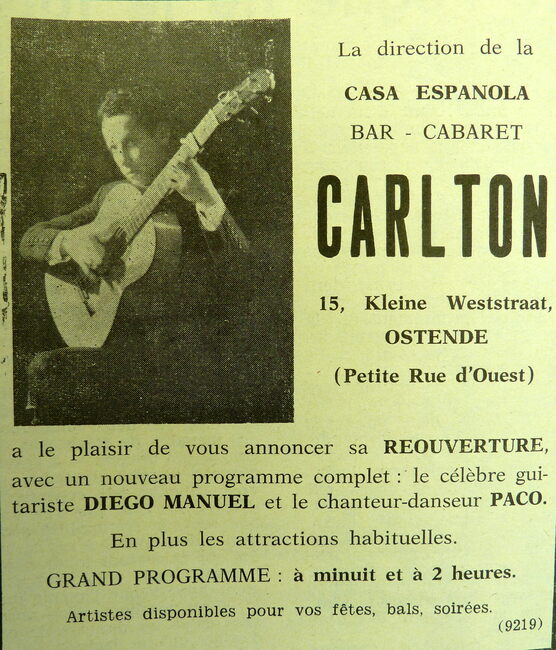 La direction de la
CASA ESPANOLA
BAR - CABARET
CARLTON
15, Kleine Weststraat,
OSTENDE
(Petite Rue d'Ouest)
a le plaisir de vous annoncer sa REOUVERTURE,
avec un nouveau programme complet : le célèbre gui-
tariste DIEGO MANUEL et le chanteur-danseur PACO.
En plus les attractions habituelles.
GRAND PROGRAMME : à minuit et à 2 heures.
Artistes disponibles pour vos fêtes, bals, soirées.
(9219)